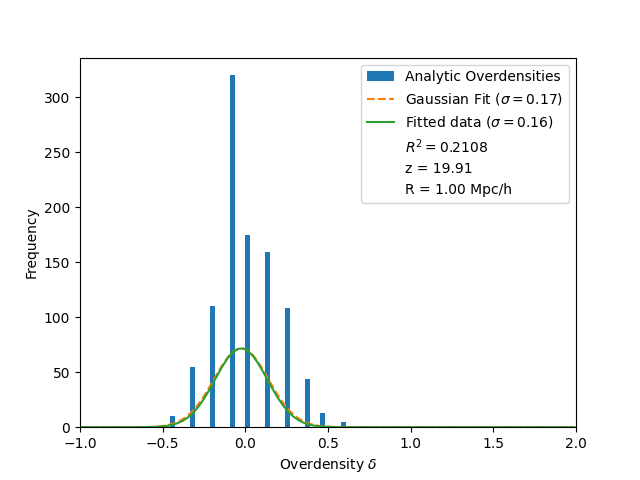 Analytic Overdensities
Gaussian Fit (σ = 0.17)
Fitted data (σ = 0.16)
R² = 0.2108
z = 19.91
R = 1.00 Mpc/h
300
250
200
150
100
50
0
Frequency
−1.0 −0.5 0.0 0.5 1.0 1.5 2.0
Overdensity δ